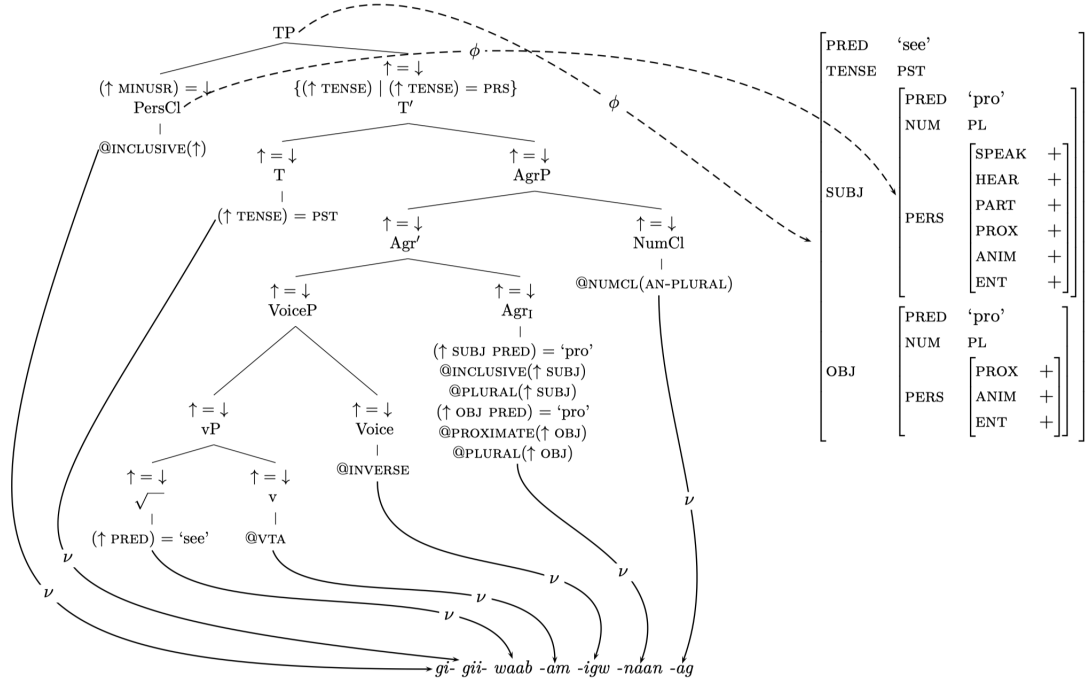 TP
ϕ
↑ = ↓
(↑ MINUSR) = ↓
{(↑ TENSE) | (↑ TENSE) = PRS}
PersCl
T′
@INCLUSIVE(↑)
ϕ
↑ = ↓
T
↑ = ↓
AgrP
(↑ TENSE) = PST
↑ = ↓
Agr′
↑ = ↓
NumCl
@NUMCL(AN-PLURAL)
↑ = ↓
VoiceP
↑ = ↓
Agr_I
(↑ SUBJ PRED) = ‘pro’
@INCLUSIVE(↑ SUBJ)
@PLURAL(↑ SUBJ)
(↑ OBJ PRED) = ‘pro’
@PROXIMATE(↑ OBJ)
@PLURAL(↑ OBJ)
↑ = ↓
vP
↑ = ↓
Voice
@INVERSE
↑ = ↓
√
↑ = ↓
v
(↑ PRED) = ‘see’
@VTA
ν
ν
ν
ν
ν
ν
ν
gi- gii- waab -am -igw -naan -ag
PRED ‘see’
TENSE PST
SUBJ
PRED ‘pro’
NUM PL
PERS
SPEAK +
HEAR +
PART +
PROX +
ANIM +
ENT +
OBJ
PRED ‘pro’
NUM PL
PERS
PROX +
ANIM +
ENT +